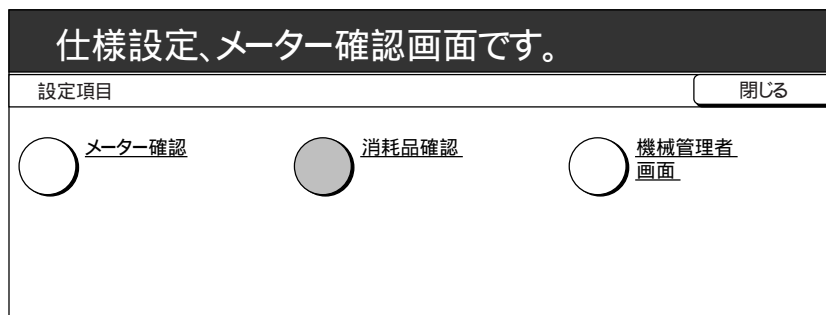 仕様設定、メーター確認画面です。
設定項目
閉じる
メーター確認
消耗品確認
機械管理者
画面